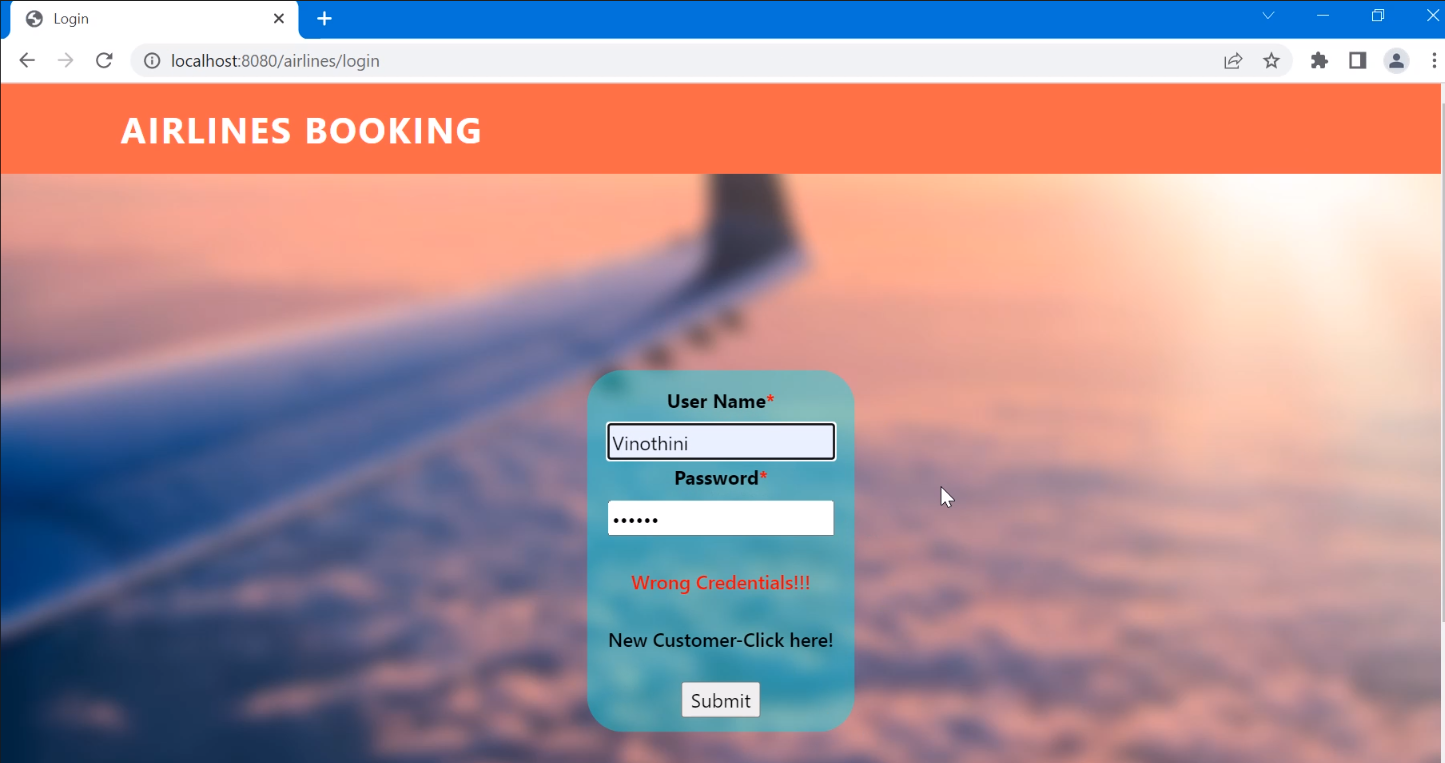 Login
localhost:8080/airlines/login
AIRLINES BOOKING
User Name*
Vinothini
Password*
••••••
Wrong Credentials!!!
New Customer-Click here!
Submit